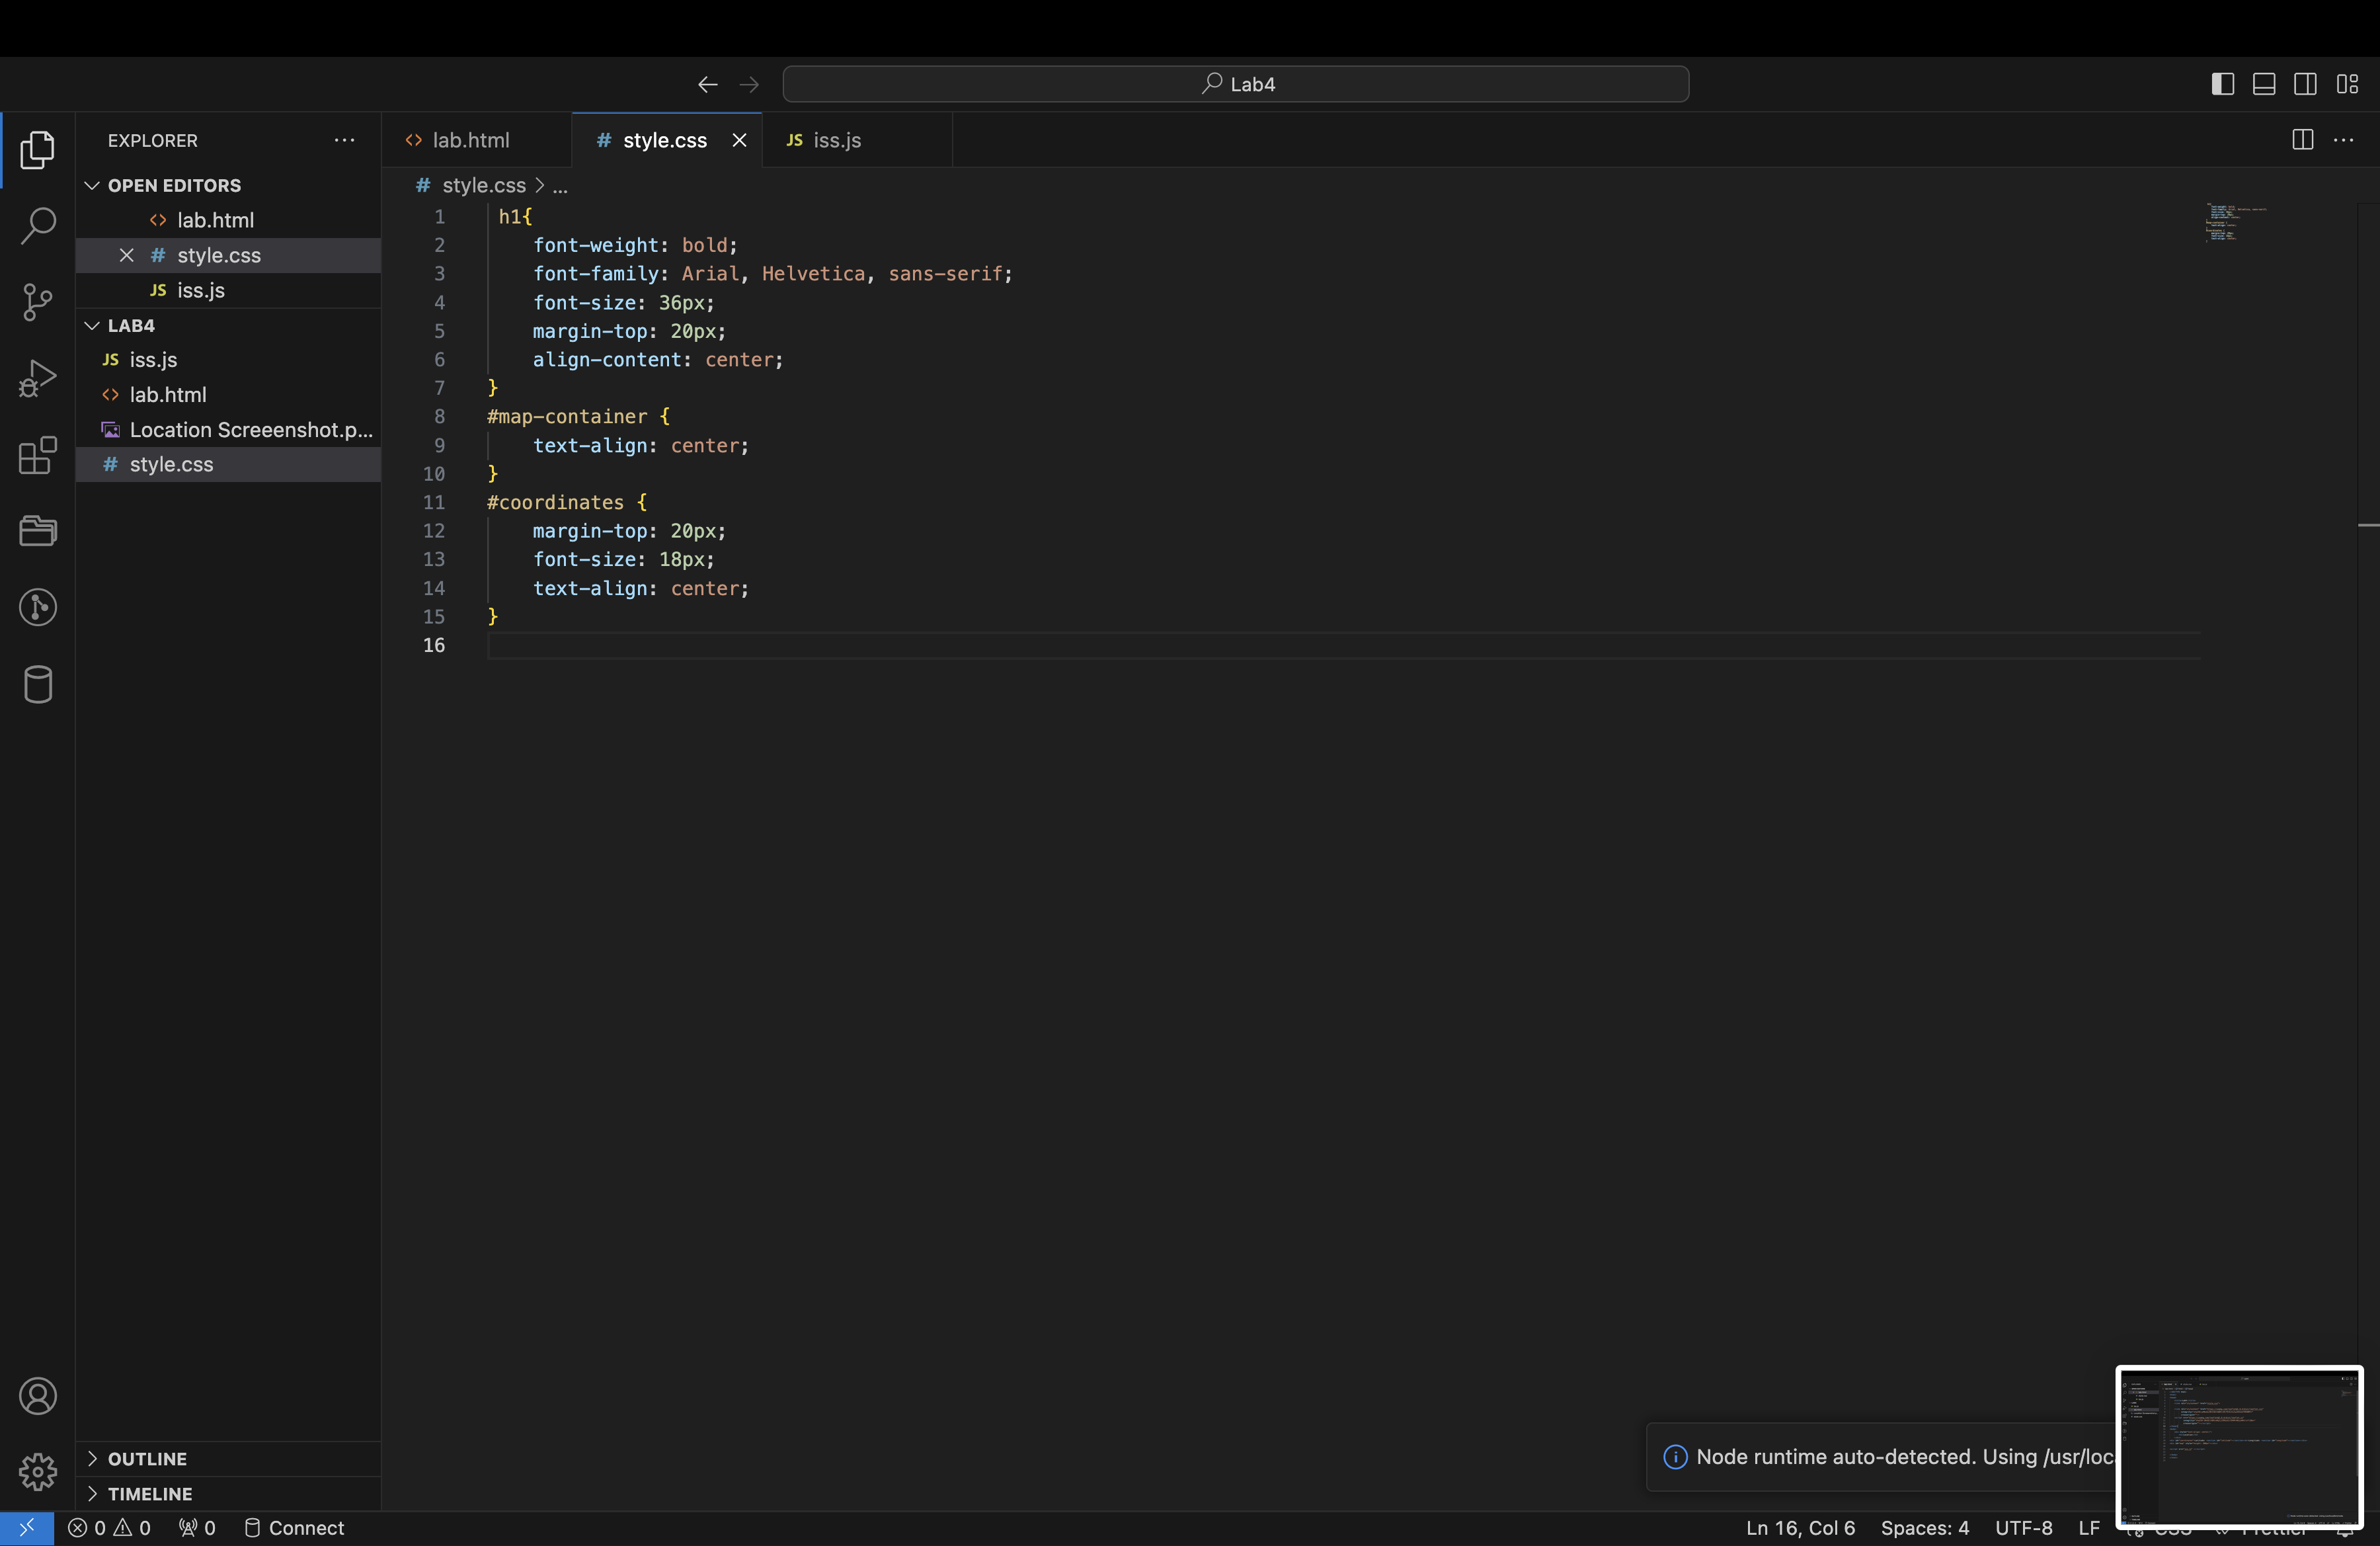 Lab4
EXPLORER
OPEN EDITORS
lab.html
style.css
iss.js
LAB4
iss.js
lab.html
Location Screeenshot.p...
style.css
OUTLINE
TIMELINE
lab.html
style.css
iss.js
style.css > ...
1 h1{
2 font-weight: bold;
3 font-family: Arial, Helvetica, sans-serif;
4 font-size: 36px;
5 margin-top: 20px;
6 align-content: center;
7 }
8 #map-container {
9 text-align: center;
10 }
11 #coordinates {
12 margin-top: 20px;
13 font-size: 18px;
14 text-align: center;
15 }
16
Node runtime auto-detected. Using /usr/loc
0 0 0 Connect Ln 16, Col 6 Spaces: 4 UTF-8 LF